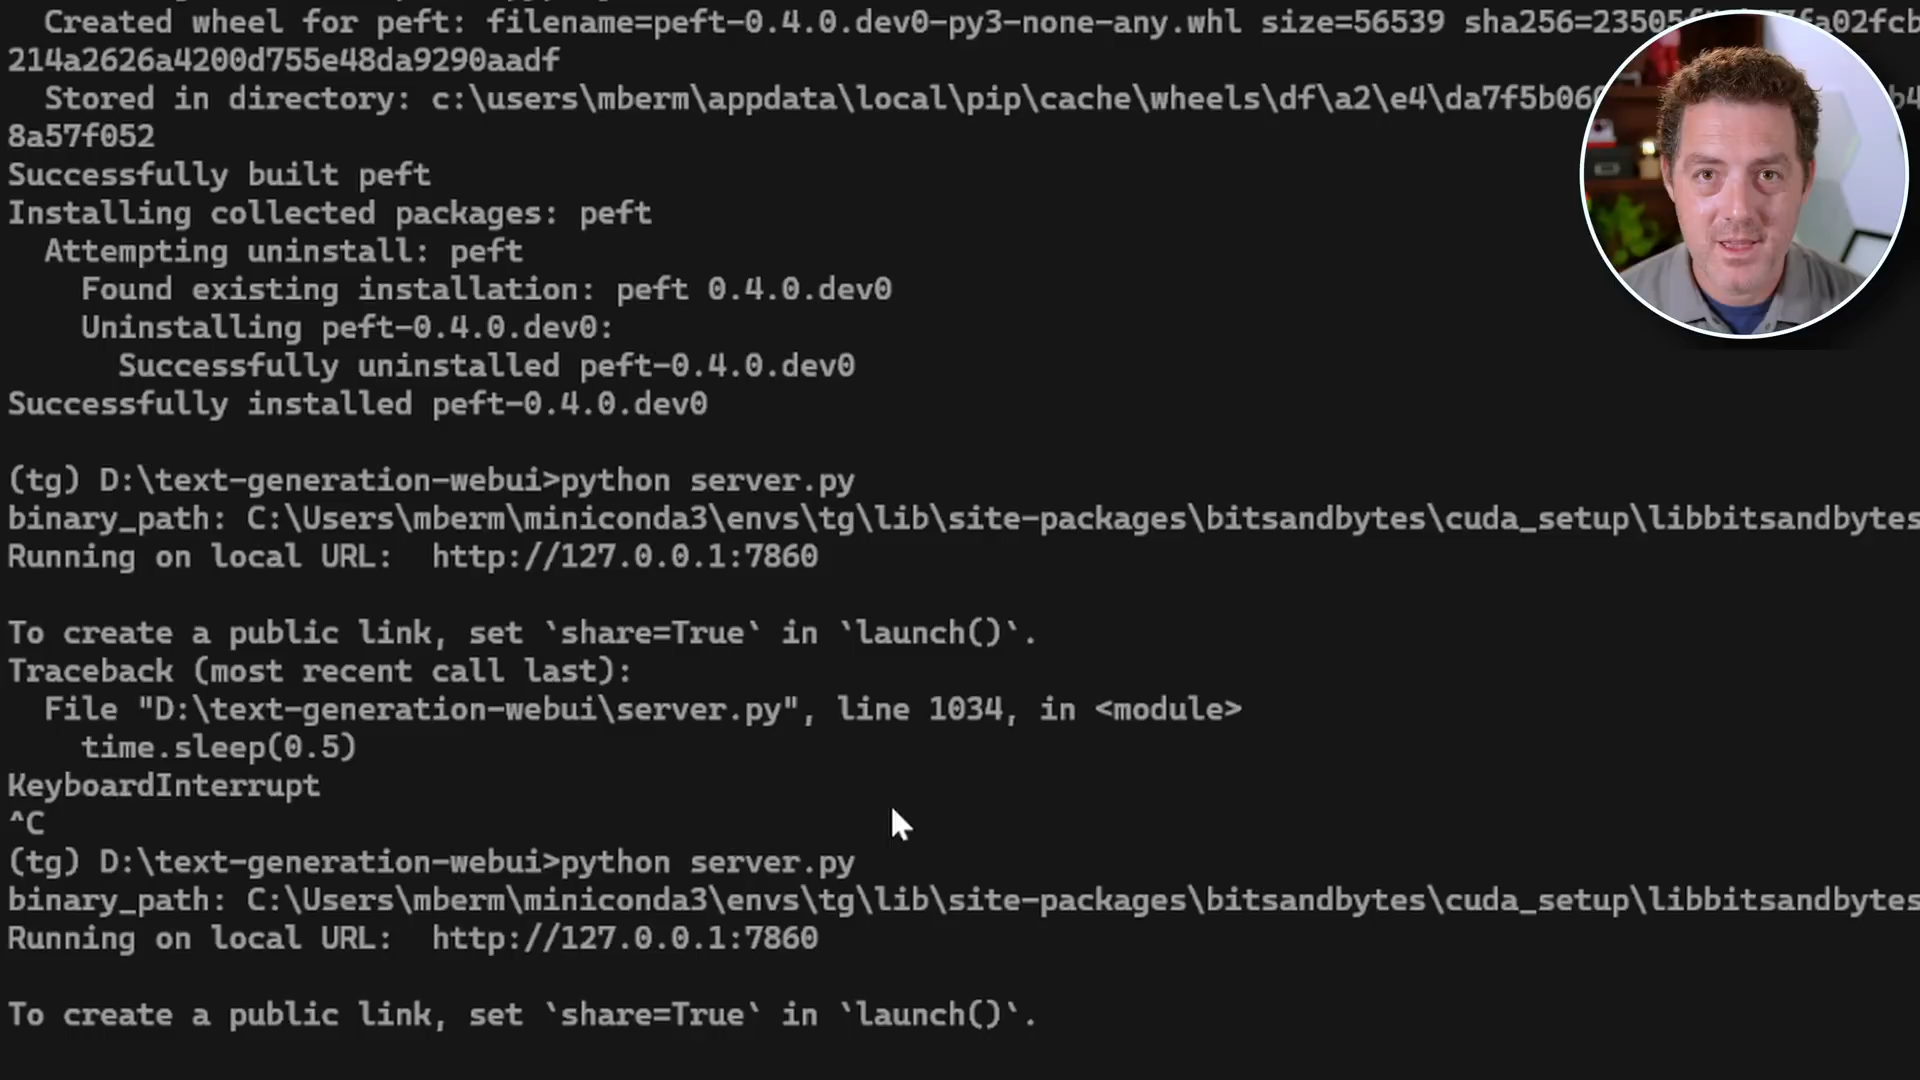 Created wheel for peft: filename=peft-0.4.0.dev0-py3-none-any.whl size=56539 fa02fcb
214a2626a4200d755e48da9290aadf
Stored in directory: c:\users\mberm\appdata\local\pip\cache\wheels\df\a2\e4\da7f5b06
8a57f052
Successfully built peft
Installing collected packages: peft
Attempting uninstall: peft
Found existing installation: peft 0.4.0.dev0
Uninstalling peft-0.4.0.dev0:
Successfully uninstalled peft-0.4.0.dev0
Successfully installed peft-0.4.0.dev0
(tg) D:\text-generation-webui>python server.py
binary_path: C:\Users\mberm\miniconda3\envs\tg\lib\site-packages\bitsandbytes\cuda_setup\libbitsandbytes
Running on local URL:  http://127.0.0.1:7860
To create a public link, set `share=True` in `launch()`.
Traceback (most recent call last):
File "D:\text-generation-webui\server.py", line 1034, in <module>
time.sleep(0.5)
KeyboardInterrupt
^C
(tg) D:\text-generation-webui>python server.py
binary_path: C:\Users\mberm\miniconda3\envs\tg\lib\site-packages\bitsandbytes\cuda_setup\libbitsandbytes
Running on local URL:  http://127.0.0.1:7860
To create a public link, set `share=True` in `launch()`.